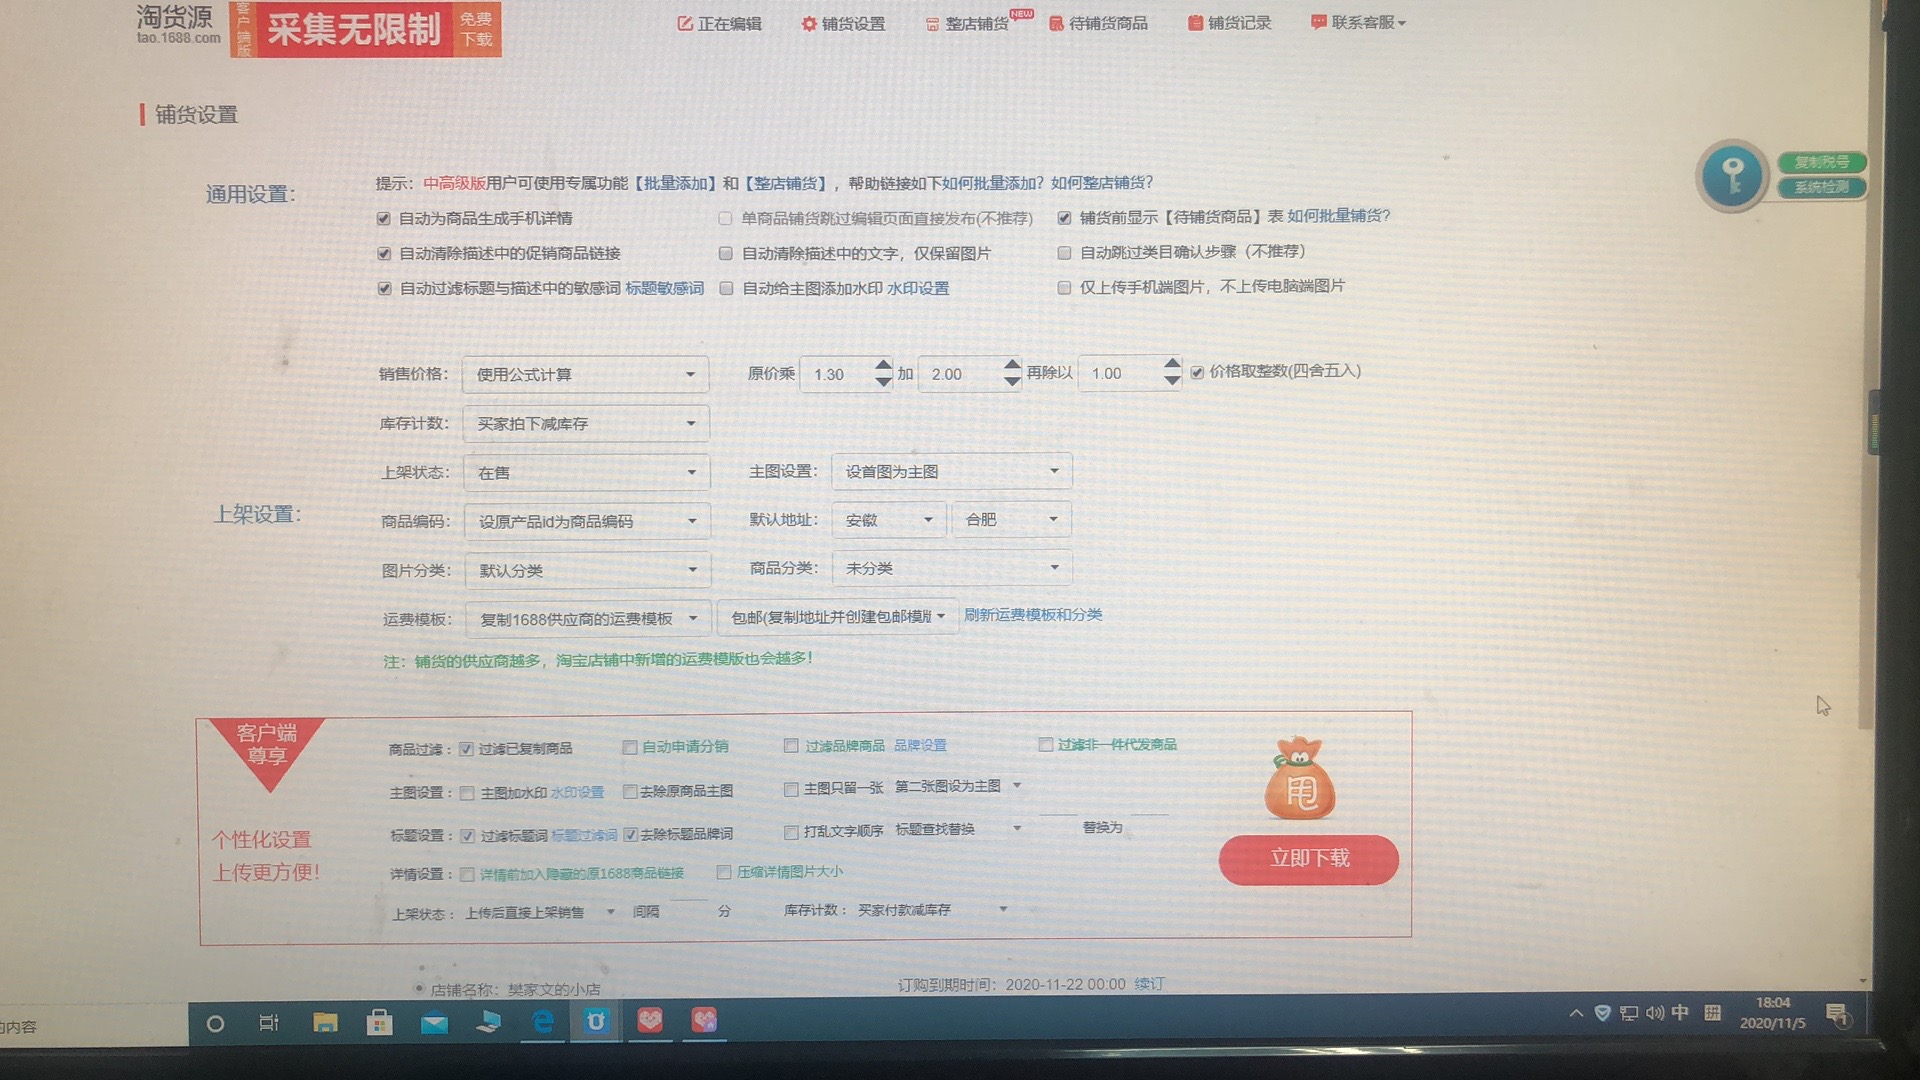 淘货源
tao.1688.com
客户端版
采集无限制
免费下载
正在编辑
铺货设置
整店铺货
NEW
待铺货商品
铺货记录
联系客服
铺货设置
复制税号
系统检测
通用设置:
提示: 中高级版用户可使用专属功能【批量添加】和【整店铺货】, 帮助链接如下如何批量添加? 如何整店铺货?
自动为商品生成手机详情
单商品铺货跳过编辑页面直接发布(不推荐)
铺货前显示【待铺货商品】表 如何批量铺货?
自动清除描述中的促销商品链接
自动清除描述中的文字, 仅保留图片
自动跳过类目确认步骤 (不推荐)
自动过滤标题与描述中的敏感词 标题敏感词
自动给主图添加水印 水印设置
仅上传手机端图片, 不上传电脑端图片
上架设置:
销售价格: 使用公式计算 原价乘 1.30 加 2.00 再除以 1.00 价格取整数(四舍五入)
库存计数: 买家拍下减库存
上架状态: 在售 主图设置: 设首图为主图
商品编码: 设原产品id为商品编码 默认地址: 安徽 合肥
图片分类: 默认分类 商品分类: 未分类
运费模板: 复制1688供应商的运费模板 包邮(复制地址并创建包邮模版 刷新运费模板和分类
注: 铺货的供应商越多, 淘宝店铺中新增的运费模版也会越多!
客户端
尊享
个性化设置
上传更方便!
商品过滤: 过滤已复制商品 自动申请分销 过滤品牌商品 品牌设置 过滤非一件代发商品
主图设置: 主图加水印 水印设置 去除原商品主图 主图只留一张 第二张图设为主图
标题设置: 过滤标题词 标题过滤词 去除标题品牌词 打乱文字顺序 标题查找替换 替换为
详情设置: 详情前加入隐藏的原1688商品链接 压缩详情图片大小
上架状态: 上传后直接上架销售 间隔 分 库存计数: 买家付款减库存
甩
立即下载
店铺名称: 樊家文的小店
订购到期时间: 2020-11-22 00:00 续订
的内容
中
拼
18:04
2020/11/5
1